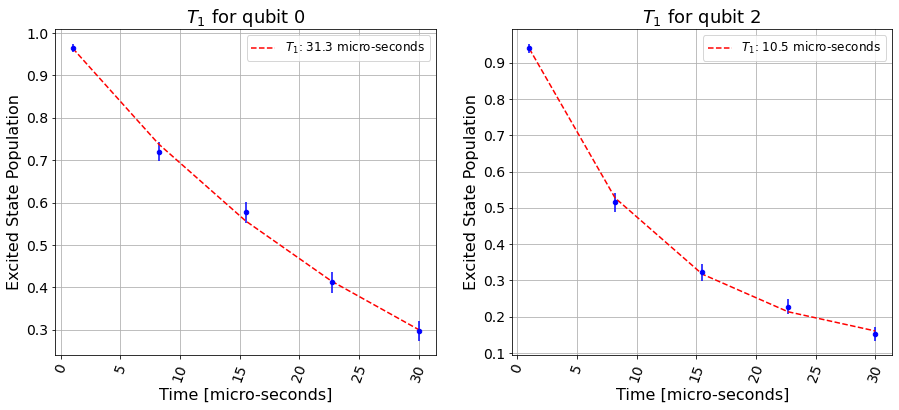 T₁ for qubit 0
Excited State Population
1.0
0.9
0.8
0.7
0.6
0.5
0.4
0.3
T₁: 31.3 micro-seconds
0 5 10 15 20 25 30
Time [micro-seconds]
T₁ for qubit 2
Excited State Population
0.9
0.8
0.7
0.6
0.5
0.4
0.3
0.2
0.1
T₁: 10.5 micro-seconds
0 5 10 15 20 25 30
Time [micro-seconds]